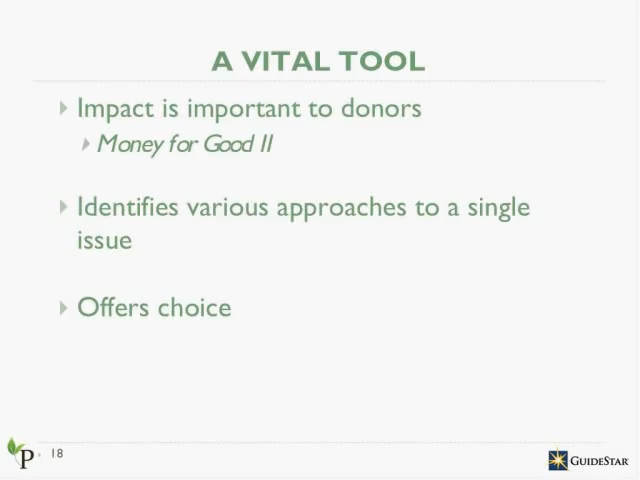 A VITAL TOOL
Impact is important to donors
Money for Good II
Identifies various approaches to a single
issue
Offers choice
P
18
GUIDESTAR